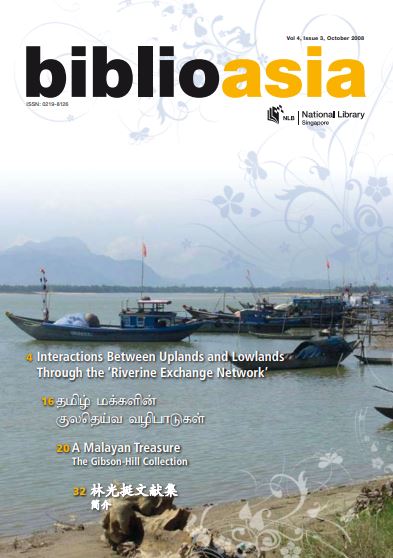 Vol 4, Issue 3, October 2008
biblioasia
ISSN: 0219-8126
NLB National Library
Singapore
4 Interactions Between Uplands and Lowlands
Through the ‘Riverine Exchange Network’
16 தமிழ் மக்களின்
குலதெய்வ வழிபாடுகள்
20 A Malayan Treasure
The Gibson-Hill Collection
32 林光挺文献集
简介